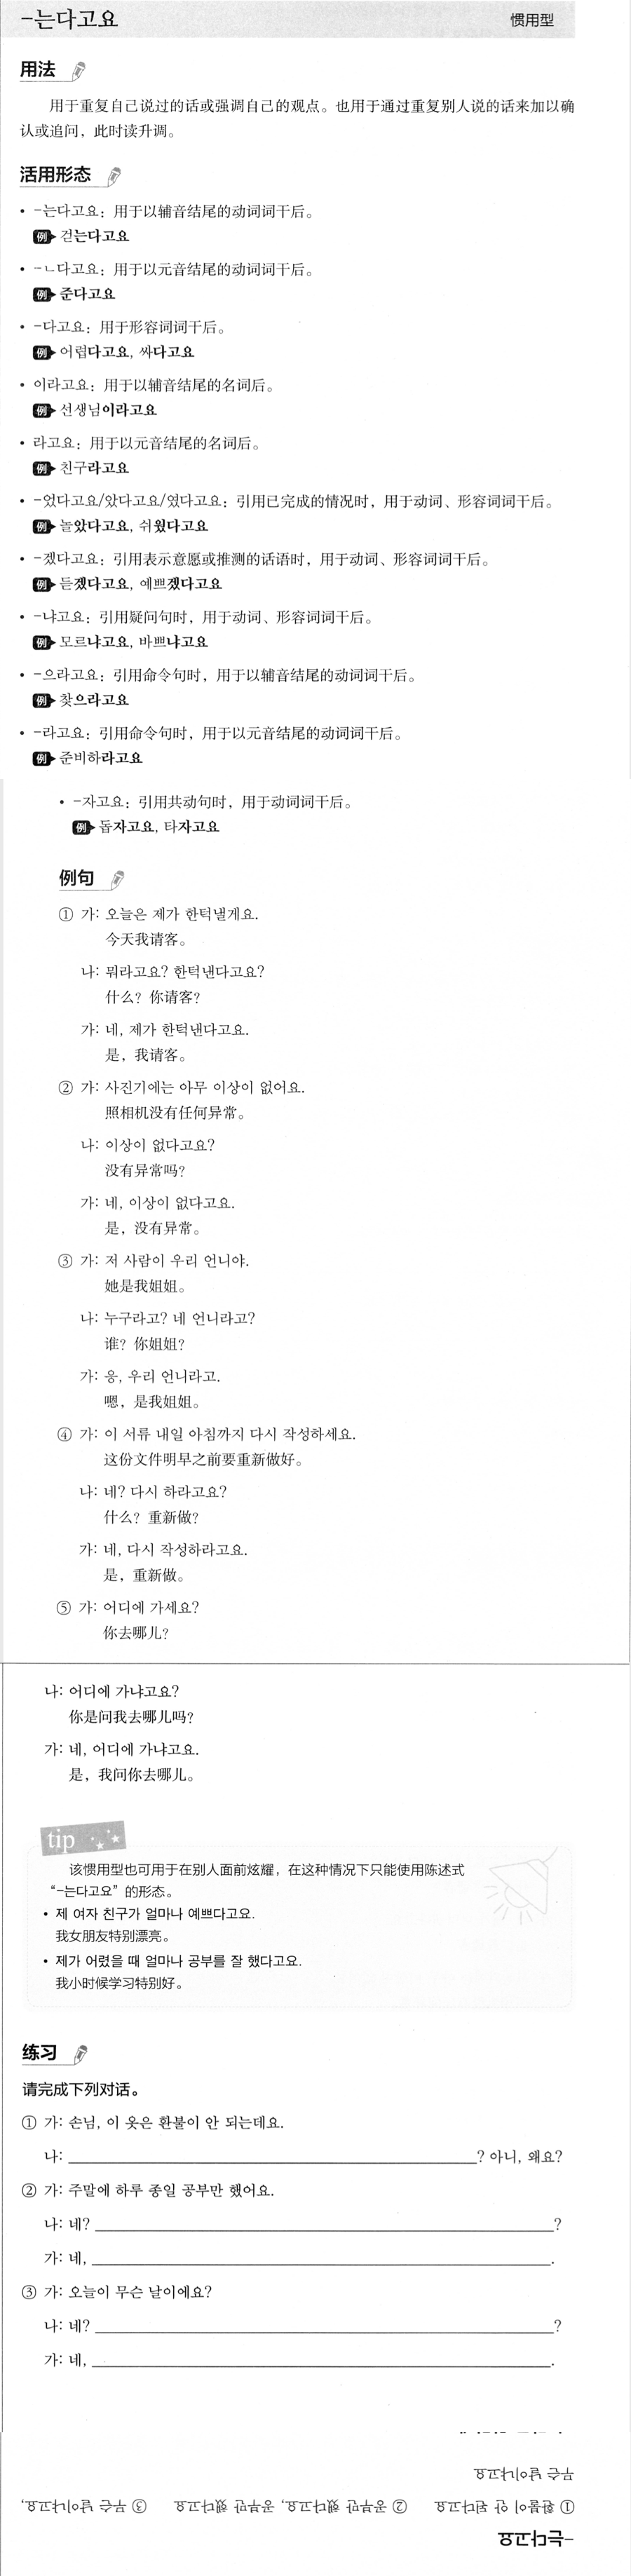 -는다고요 惯用型
用法
用于重复自己说过的话或强调自己的观点。也用于通过重复别人说的话来加以确
认或追问，此时读升调。
活用形态
• -는다고요：用于以辅音结尾的动词词干后。
例 걷는다고요
• -ㄴ다고요：用于以元音结尾的动词词干后。
例 준다고요
• -다고요：用于形容词词干后。
例 어렵다고요, 싸다고요
• 이라고요：用于以辅音结尾的名词后。
例 선생님이라고요
• 라고요：用于以元音结尾的名词后。
例 친구라고요
• -었다고요/았다고요/였다고요：引用已完成的情况时，用于动词、形容词词干后。
例 놀았다고요, 쉬웠다고요
• -겠다고요：引用表示意愿或推测的话语时，用于动词、形容词词干后。
例 듣겠다고요, 예쁘겠다고요
• -냐고요：引用疑问句时，用于动词、形容词词干后。
例 모르냐고요, 바쁘냐고요
• -으라고요：引用命令句时，用于以辅音结尾的动词词干后。
例 찾으라고요
• -라고요：引用命令句时，用于以元音结尾的动词词干后。
例 준비하라고요
• -자고요：引用共动句时，用于动词词干后。
例 돕자고요, 타자고요
例句
① 가: 오늘은 제가 한턱낼게요.
今天我请客。
나: 뭐라고요? 한턱낸다고요?
什么？你请客？
가: 네, 제가 한턱낸다고요.
是，我请客。
② 가: 사진기에는 아무 이상이 없어요.
照相机没有任何异常。
나: 이상이 없다고요?
没有异常吗？
가: 네, 이상이 없다고요.
是，没有异常。
③ 가: 저 사람이 우리 언니야.
她是我姐姐。
나: 누구라고? 네 언니라고?
谁？你姐姐？
가: 응, 우리 언니라고.
嗯，是我姐姐。
④ 가: 이 서류 내일 아침까지 다시 작성하세요.
这份文件明早之前要重新做好。
나: 네? 다시 하라고요?
什么？重新做？
가: 네, 다시 작성하라고요.
是，重新做。
⑤ 가: 어디에 가세요?
你去哪儿？
나: 어디에 가냐고요?
你是问我去哪儿吗？
가: 네, 어디에 가냐고요.
是，我问你去哪儿。
tip
该惯用型也可用于在别人面前炫耀，在这种情况下只能使用陈述式
“-는다고요”的形态。
• 제 여자 친구가 얼마나 예쁘다고요.
我女朋友特别漂亮。
• 제가 어렸을 때 얼마나 공부를 잘 했다고요.
我小时候学习特别好。
练习
请完成下列对话。
① 가: 손님, 이 옷은 환불이 안 되는데요.
나: ? 아니, 왜요?
② 가: 주말에 하루 종일 공부만 했어요.
나: 네? ?
가: 네, .
③ 가: 오늘이 무슨 날이에요?
나: 네? ?
가: 네, .
-는다고요
① 환불이 안 된다고요 ② 공부만 했다고요, 공부만 했다고요 ③ 무슨 날이냐고요,
무슨 날이냐고요